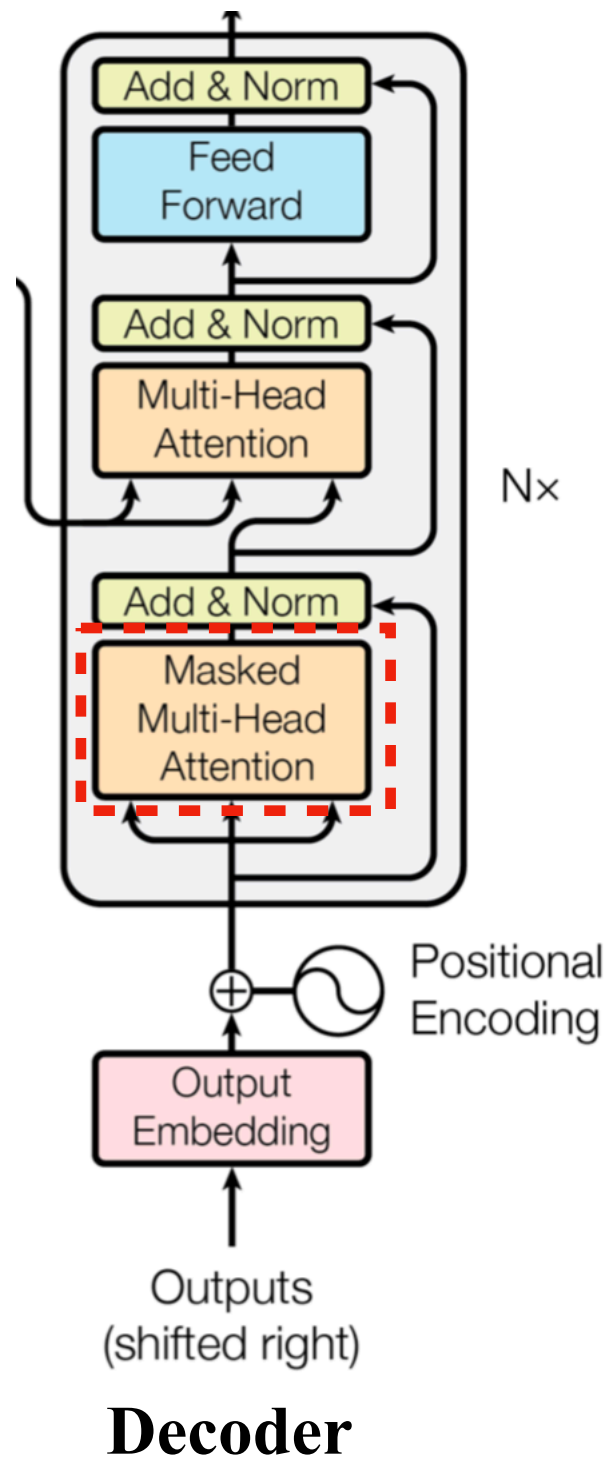 Add & Norm
Feed
Forward
Add & Norm
Multi-Head
Attention
N×
Add & Norm
Masked
Multi-Head
Attention
Positional
Encoding
Output
Embedding
Outputs
(shifted right)
Decoder